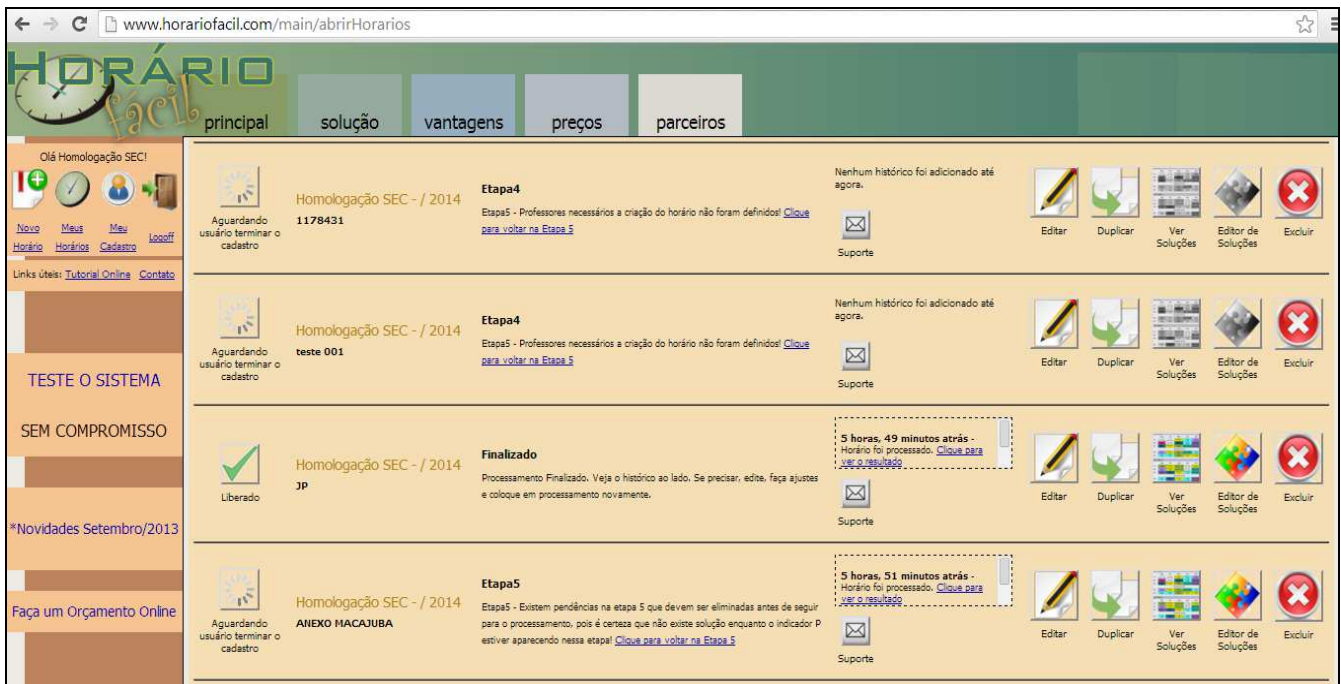 www.horariofacil.com/main/abrirHorarios
HORÁRIO
fácil
principal
solução
vantagens
preços
parceiros
Olá Homologação SEC!
Novo Horário
Meus Horários
Meu Cadastro
Logoff
Links úteis: Tutorial Online Contato
TESTE O SISTEMA
SEM COMPROMISSO
*Novidades Setembro/2013
Faça um Orçamento Online
Aguardando
usuário terminar o
cadastro
Homologação SEC - / 2014
1178431
Etapa4
Etapa5 - Professores necessários a criação do horário não foram definidos! Clique
para voltar na Etapa 5
Nenhum histórico foi adicionado até
agora.
Suporte
Editar
Duplicar
Ver
Soluções
Editor de
Soluções
Excluir
Aguardando
usuário terminar o
cadastro
Homologação SEC - / 2014
teste 001
Etapa4
Etapa5 - Professores necessários a criação do horário não foram definidos! Clique
para voltar na Etapa 5
Nenhum histórico foi adicionado até
agora.
Suporte
Editar
Duplicar
Ver
Soluções
Editor de
Soluções
Excluir
Liberado
Homologação SEC - / 2014
JP
Finalizado
Processamento Finalizado. Veja o histórico ao lado. Se precisar, edite, faça ajustes
e coloque em processamento novamente.
5 horas, 49 minutos atrás -
Horário foi processado. Clique para
ver o resultado
Suporte
Editar
Duplicar
Ver
Soluções
Editor de
Soluções
Excluir
Aguardando
usuário terminar o
cadastro
Homologação SEC - / 2014
ANEXO MACAJUBA
Etapa5
Etapa5 - Existem pendências na etapa 5 que devem ser eliminadas antes de seguir
para o processamento, pois é certeza que não existe solução enquanto o indicador P
estiver aparecendo nessa etapa! Clique para voltar na Etapa 5
5 horas, 51 minutos atrás -
Horário foi processado. Clique para
ver o resultado
Suporte
Editar
Duplicar
Ver
Soluções
Editor de
Soluções
Excluir